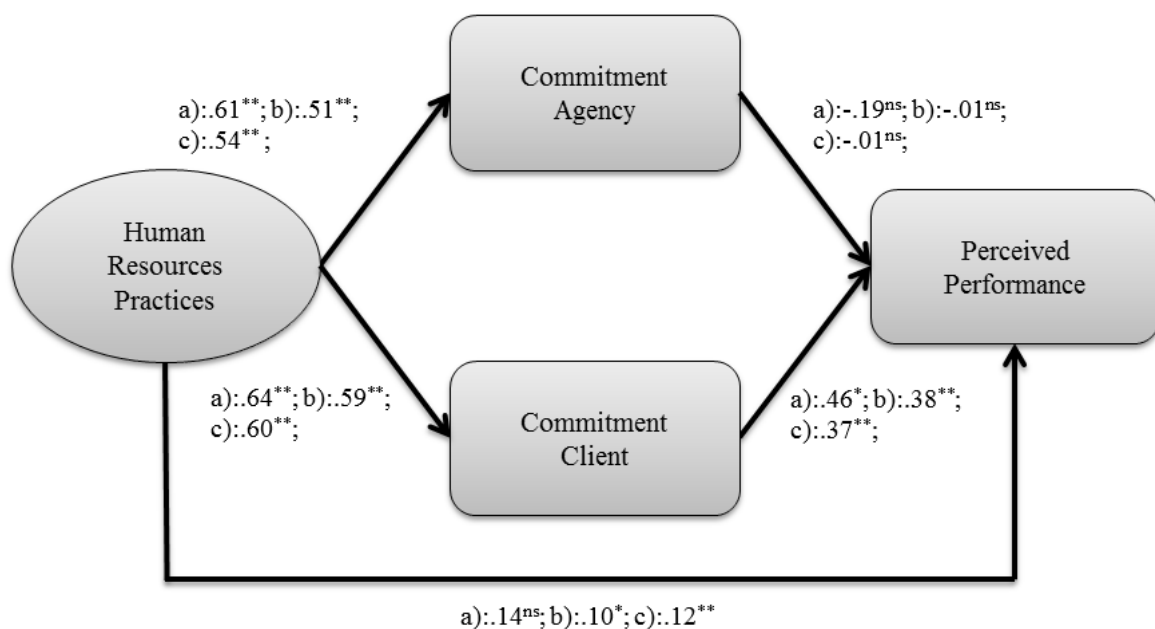 Commitment
Agency
a):.61**; b):.51**;
c):.54**;
a):-.19ns; b):-.01ns;
c):-.01ns;
Human
Resources
Practices
Perceived
Performance
a):.64**; b):.59**;
c):.60**;
Commitment
Client
a):.46*; b):.38**;
c):.37**;
a):.14ns; b):.10*; c):.12**